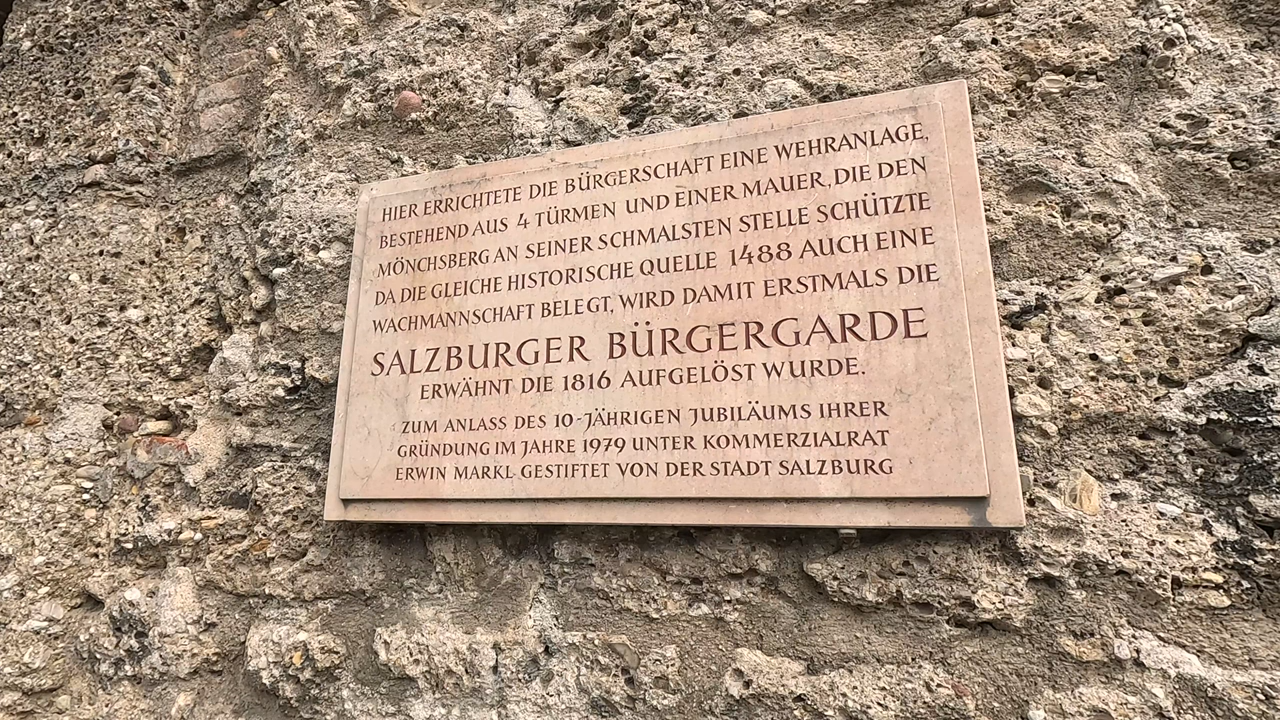 HIER ERRICHTETE DIE BÜRGERSCHAFT EINE WEHRANLAGE,
BESTEHEND AUS 4 TÜRMEN UND EINER MAUER, DIE DEN
MÖNCHSBERG AN SEINER SCHMALSTEN STELLE SCHÜTZTE
DA DIE GLEICHE HISTORISCHE QUELLE 1488 AUCH EINE
WACHMANNSCHAFT BELEGT, WIRD DAMIT ERSTMALS DIE
SALZBURGER BÜRGERGARDE
ERWÄHNT DIE 1816 AUFGELÖST WURDE.
ZUM ANLASS DES 10-JÄHRIGEN JUBILÄUMS IHRER
GRÜNDUNG IM JAHRE 1979 UNTER KOMMERZIALRAT
ERWIN MARKL GESTIFTET VON DER STADT SALZBURG